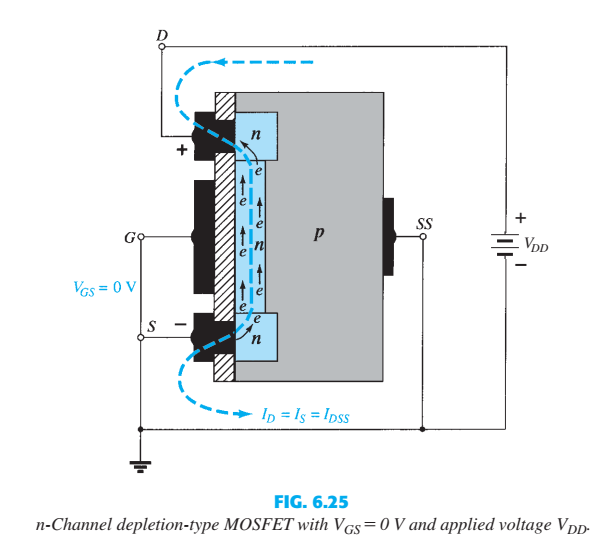 D
n
+
e
e
e
SS
+
G
e
n
p
V_DD
e
−
V_GS = 0 V
e
e
S
−
e
e
n
I_D = I_S = I_DSS
FIG. 6.25
n-Channel depletion-type MOSFET with V_GS = 0 V and applied voltage V_DD.